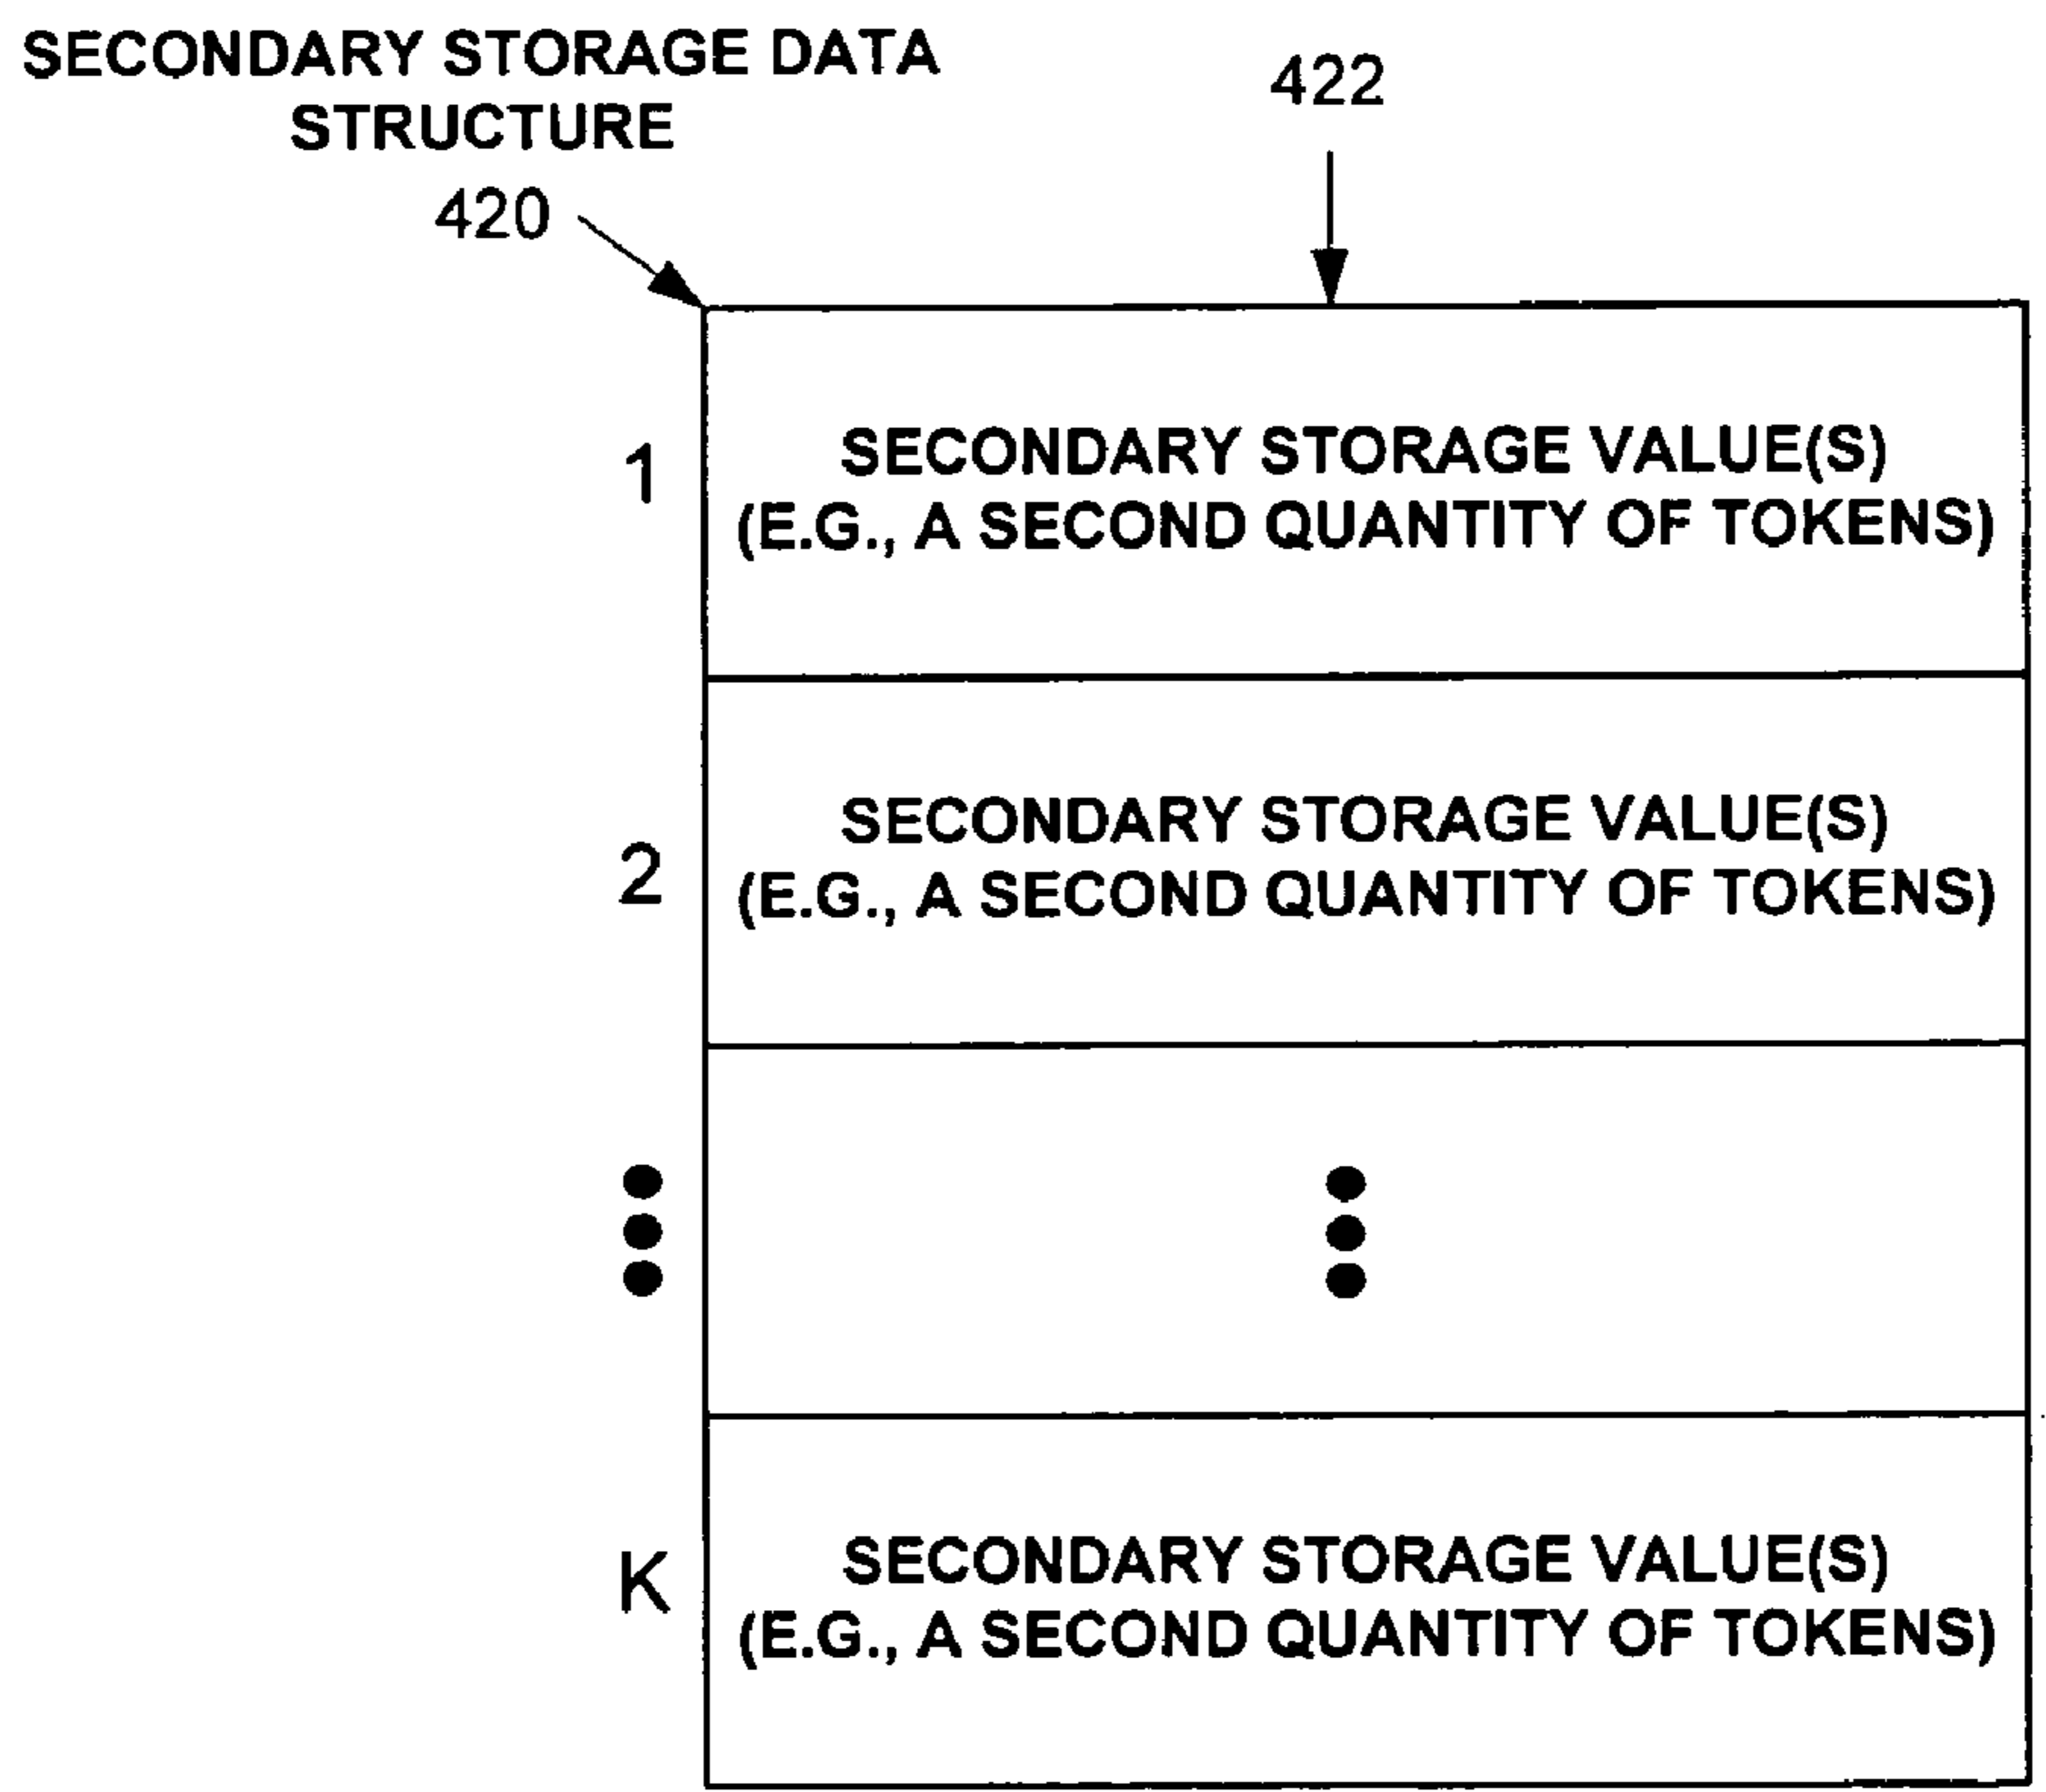 SECONDARY STORAGE DATA
STRUCTURE
420
422
1
SECONDARY STORAGE VALUE(S)
(E.G., A SECOND QUANTITY OF TOKENS)
2
SECONDARY STORAGE VALUE(S)
(E.G., A SECOND QUANTITY OF TOKENS)
K
SECONDARY STORAGE VALUE(S)
(E.G., A SECOND QUANTITY OF TOKENS)